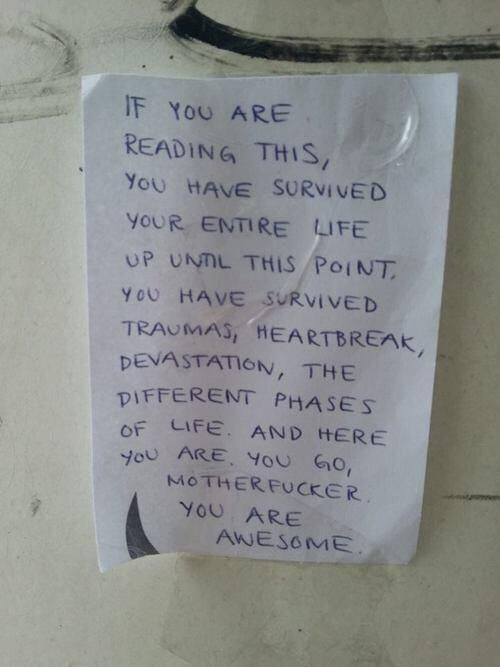 IF YOU ARE
READING THIS,
YOU HAVE SURVIVED
YOUR ENTIRE LIFE
UP UNTIL THIS POINT.
YOU HAVE SURVIVED
TRAUMAS, HEARTBREAK,
DEVASTATION, THE
DIFFERENT PHASES
OF LIFE. AND HERE
YOU ARE. YOU GO,
MOTHERFUCKER.
YOU ARE
AWESOME.